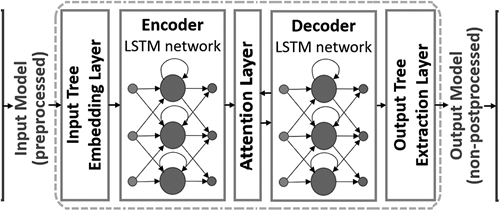 Input Model
(preprocessed)
Input Tree
Embedding Layer
Encoder
LSTM network
Attention Layer
Decoder
LSTM network
Output Tree
Extraction Layer
Output Model
(non-postprocessed)